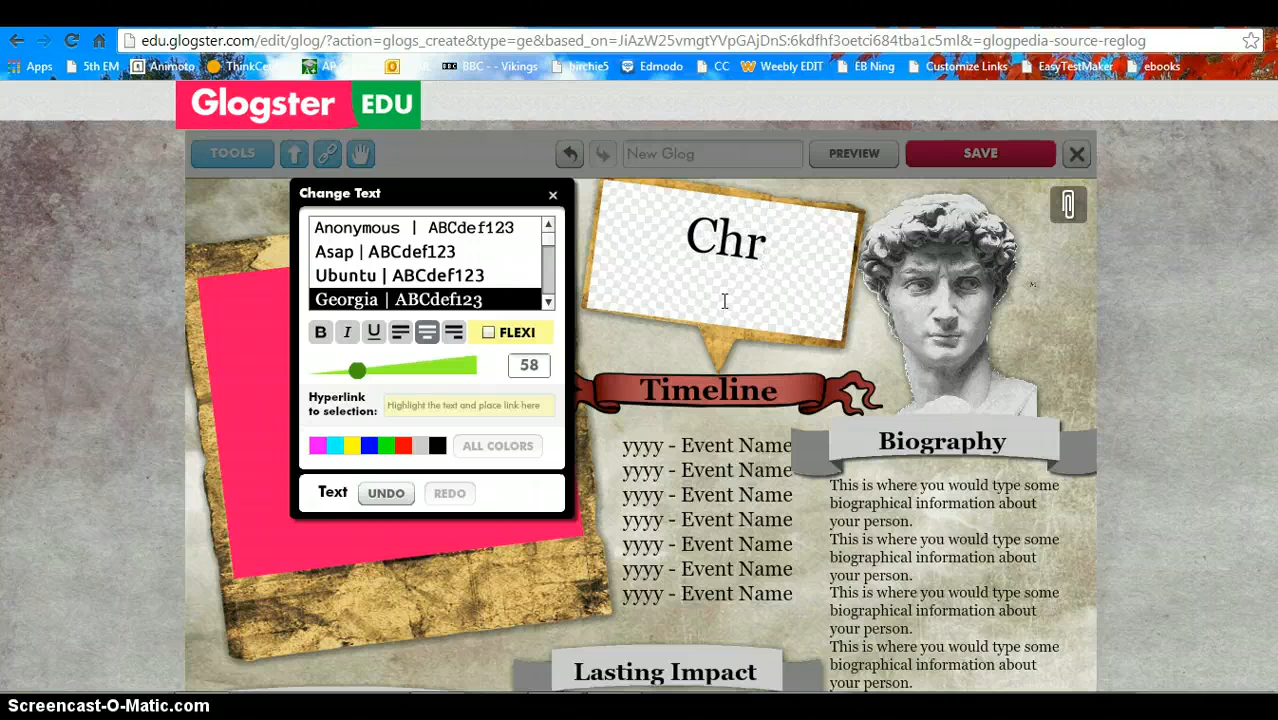 edu.glogster.com/edit/glog/?action=glogs_create&type=ge&based_on=JiAzW25vmgtYVpGAjDnS:6kdfhf3oetci684tba1c5ml&=glogpedia-source-reglog
Apps 5th EM Animoto ThinkCe BBC - - Vikings birchie5 Edmodo CC Weebly EDIT EB Ning Customize Links EasyTestMaker ebooks
Glogster EDU
TOOLS New Glog PREVIEW SAVE
Change Text
Anonymous | ABCdef123
Asap | ABCdef123
Ubuntu | ABCdef123
Georgia | ABCdef123
B I U FLEXI
58
Hyperlink to selection: Highlight the text and place link here
ALL COLORS
Text UNDO REDO
Chr
Timeline
yyyy - Event Name
yyyy - Event Name
yyyy - Event Name
yyyy - Event Name
yyyy - Event Name
yyyy - Event Name
yyyy - Event Name
Biography
This is where you would type some
biographical information about
your person.
This is where you would type some
biographical information about
your person.
This is where you would type some
biographical information about
your person.
This is where you would type some
biographical information about
your person.
Lasting Impact
Screencast-O-Matic.com